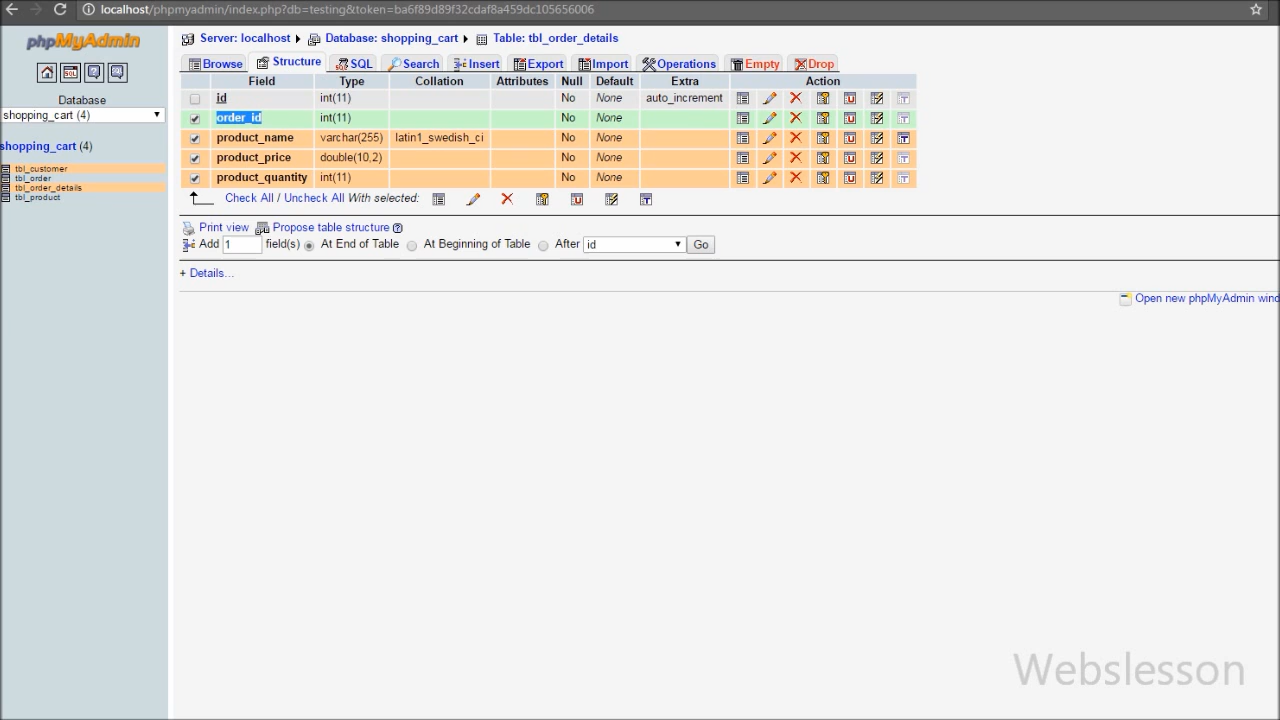 localhost/phpmyadmin/index.php?db=testing&token=ba6f89d89f32cdaf8a459dc105656006
phpMyAdmin
Server: localhost Database: shopping_cart Table: tbl_order_details
Browse Structure SQL Search Insert Export Import Operations Empty Drop
SQL
Database
shopping_cart (4)
shopping_cart (4)
tbl_customer
tbl_order
tbl_order_details
tbl_product
Field Type Collation Attributes Null Default Extra Action
id int(11) No None auto_increment
order_id int(11) No None
product_name varchar(255) latin1_swedish_ci No None
product_price double(10,2) No None
product_quantity int(11) No None
Check All / Uncheck All With selected:
Print view Propose table structure
Add 1 field(s) At End of Table At Beginning of Table After id Go
+ Details...
Open new phpMyAdmin wind
Webslesson